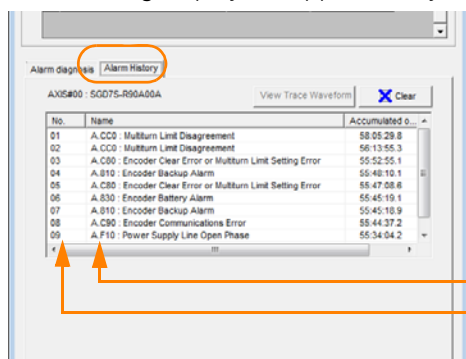 Alarm diagnosis Alarm History
AXIS#00 : SGD7S-R90A00A View Trace Waveform Clear
No. Name Accumulated o...
01 A.CC0 : Multiturn Limit Disagreement 58:05:29.8
02 A.CC0 : Multiturn Limit Disagreement 56:13:55.3
03 A.C80 : Encoder Clear Error or Multiturn Limit Setting Error 55:52:55.1
04 A.810 : Encoder Backup Alarm 55:48:10.1
05 A.C80 : Encoder Clear Error or Multiturn Limit Setting Error 55:47:08.6
06 A.830 : Encoder Battery Alarm 55:45:19.1
07 A.810 : Encoder Backup Alarm 55:45:18.9
08 A.C90 : Encoder Communications Error 55:44:37.2
09 A.F10 : Power Supply Line Open Phase 55:34:04.2